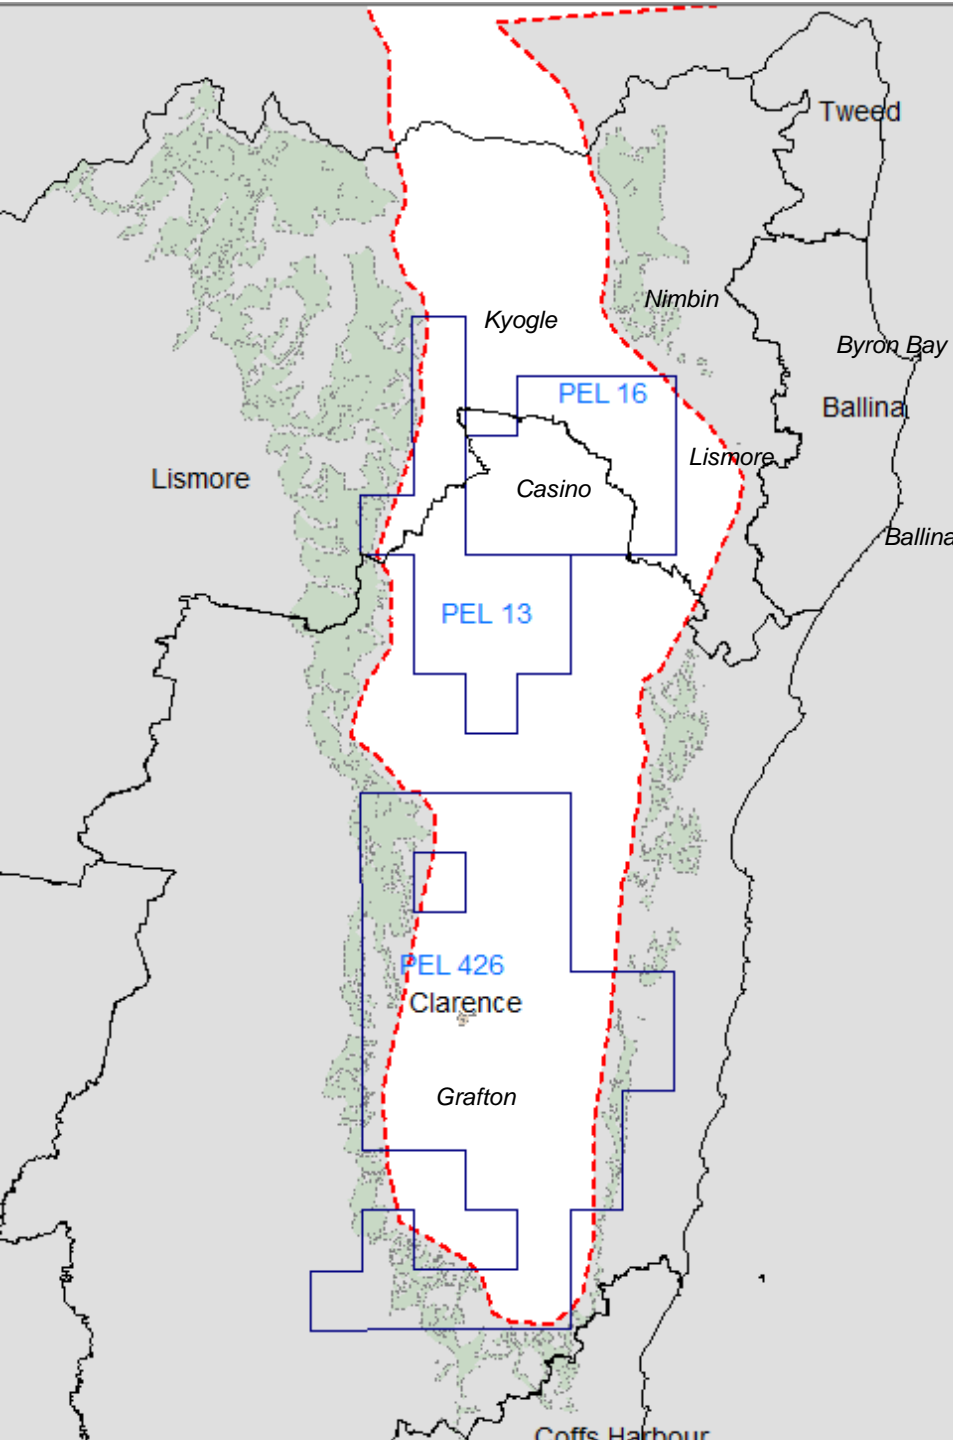 Tweed
Nimbin
Kyogle
Byron Bay
PEL 16
Ballina
Lismore
Lismore
Casino
Ballina
PEL 13
PEL 426
Clarence
Grafton
Coffs Harbour